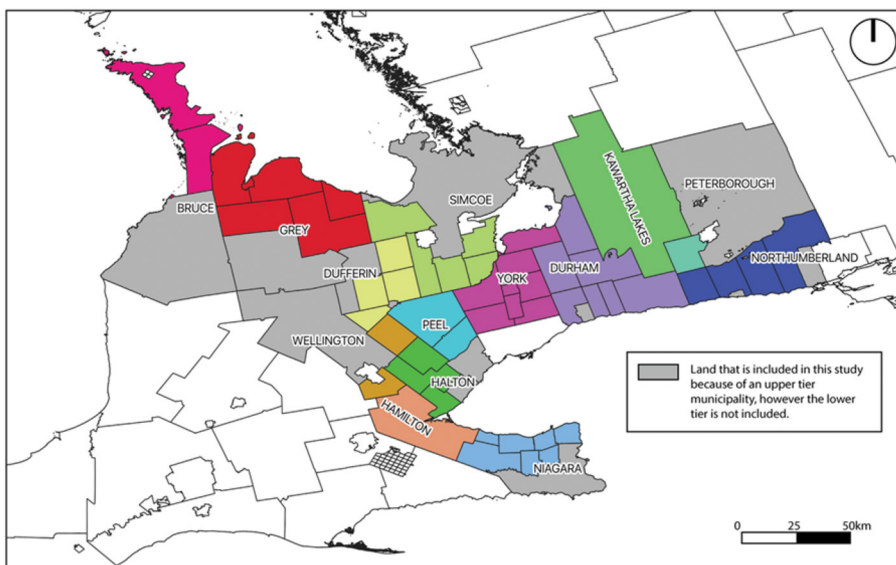 KAWARTHA LAKES
PETERBOROUGH
SIMCOE
BRUCE
GREY
NORTHUMBERLAND
DUFFERIN
DURHAM
YORK
PEEL
WELLINGTON
HALTON
HAMILTON
NIAGARA
Land that is included in this study
because of an upper tier
municipality, however the lower
tier is not included.
0 25 50km